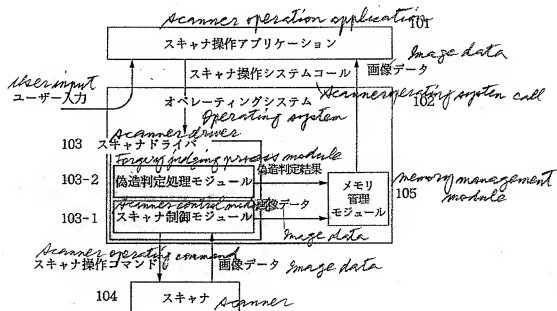 Scanner operation application
101
スキャナ操作アプリケーション
スキャナ操作システムコール
画像データ
Image data
User input
ユーザー入力
オペレーティングシステム
Scanner operating system call
102
Operating system
Scanner driver
103 スキャナドライバ
Forgery judging process module
偽造判定結果
103-2
偽造判定処理モジュール
メモリ
管理
モジュール
105
Memory management
module
Scanner control module
画像データ
103-1
スキャナ制御モジュール
Image data
Scanner operating command
スキャナ操作コマンド
画像データ Image data
104
スキャナ Scanner